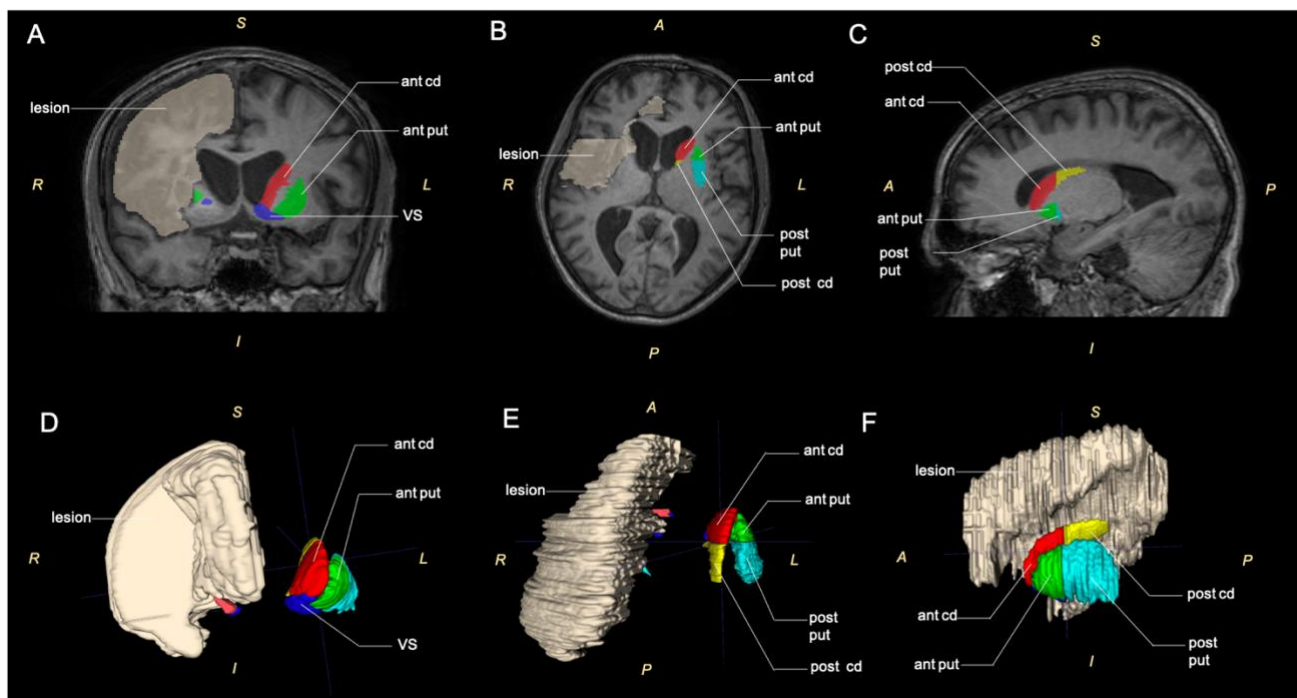 A
S
lesion
ant cd
ant put
R
L
VS
I
B
A
ant cd
ant put
lesion
R
L
post
put
post cd
P
C
S
post cd
ant cd
A
P
ant put
post
put
I
D
S
ant cd
ant put
lesion
R
L
VS
I
E
A
ant cd
lesion
ant put
R
L
post
put
post cd
P
F
S
lesion
A
P
post cd
ant cd
post
put
ant put
I